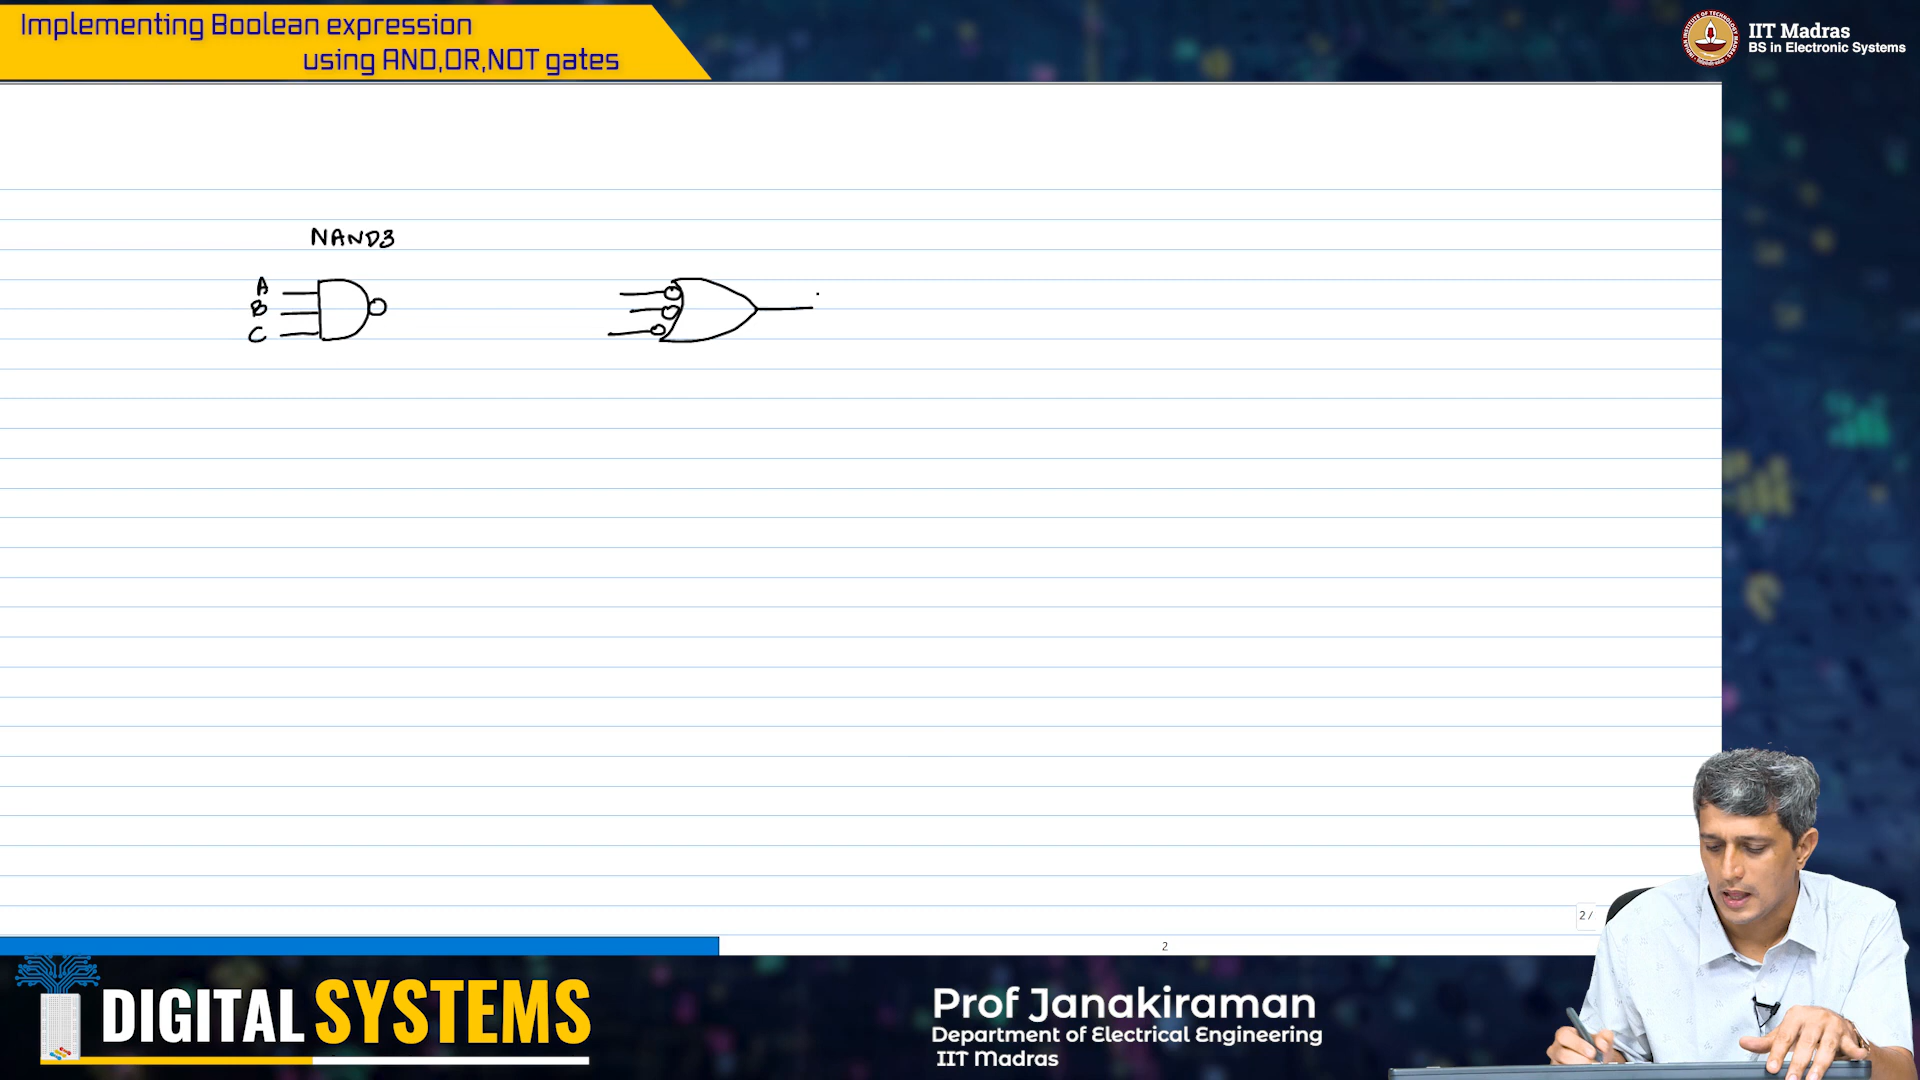 Implementing Boolean expression
using AND,OR,NOT gates
IIT Madras
BS in Electronic Systems
NAND3
A
B
C
2 /
2
DIGITAL SYSTEMS
Prof Janakiraman
Department of Electrical Engineering
IIT Madras